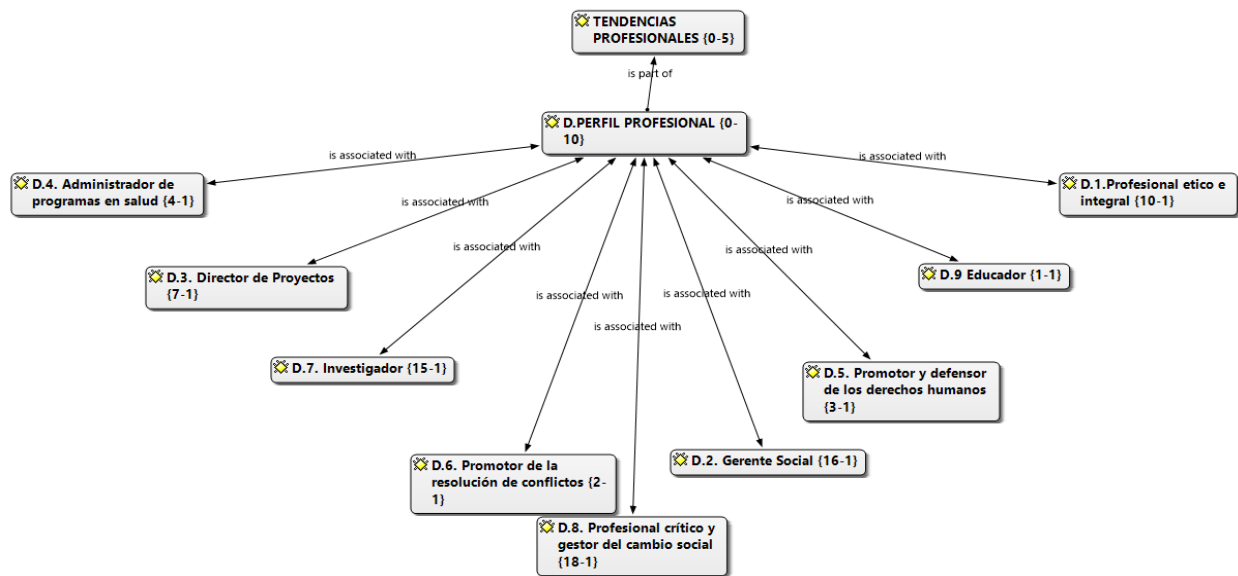 TENDENCIAS
PROFESIONALES {0-5}
is part of
D.PERFIL PROFESIONAL {0-
10}
is associated with
is associated with
D.4. Administrador de
programas en salud {4-1}
D.1.Profesional etico e
integral {10-1}
is associated with
is associated with
D.3. Director de Proyectos
{7-1}
is associated with
is associated with
D.9 Educador {1-1}
is associated with
is associated with
is associated with
D.7. Investigador {15-1}
D.5. Promotor y defensor
de los derechos humanos
{3-1}
D.6. Promotor de la
resolución de conflictos {2-
1}
D.2. Gerente Social {16-1}
D.8. Profesional crítico y
gestor del cambio social
{18-1}